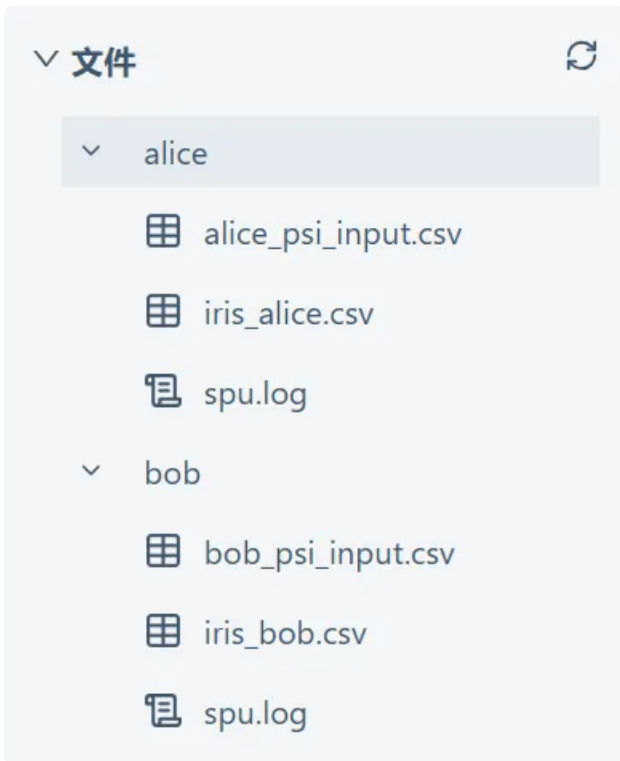 文件
alice
alice_psi_input.csv
iris_alice.csv
spu.log
bob
bob_psi_input.csv
iris_bob.csv
spu.log